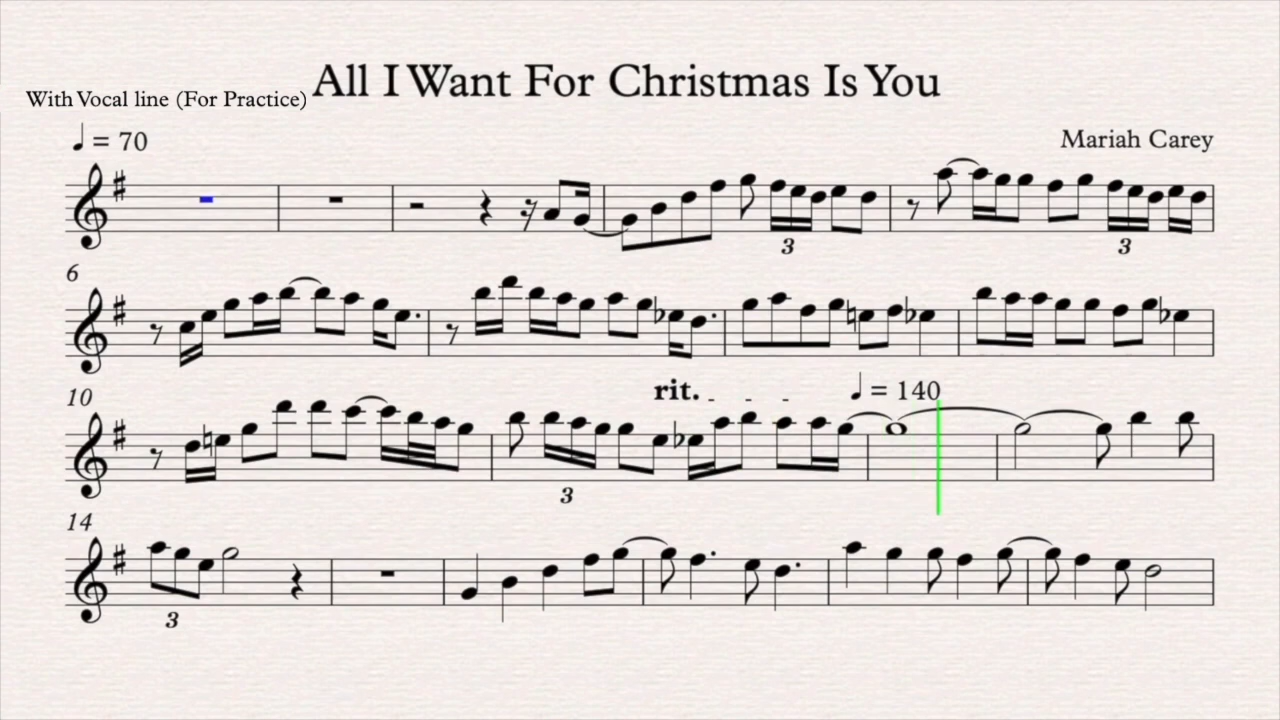 All I Want For Christmas Is You
With Vocal line (For Practice)
♩ = 70
Mariah Carey
3
3
6
10
rit. - - -
♩ = 140
3
14
3